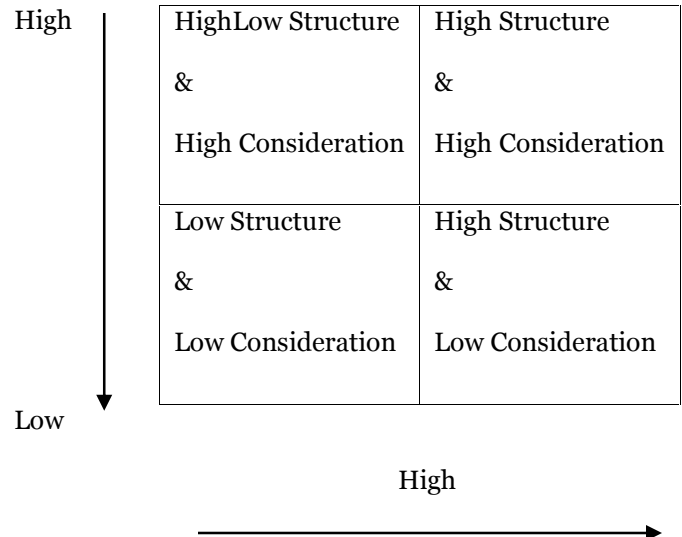 High
HighLow Structure
&
High Consideration
High Structure
&
High Consideration
Low Structure
&
Low Consideration
High Structure
&
Low Consideration
Low
High